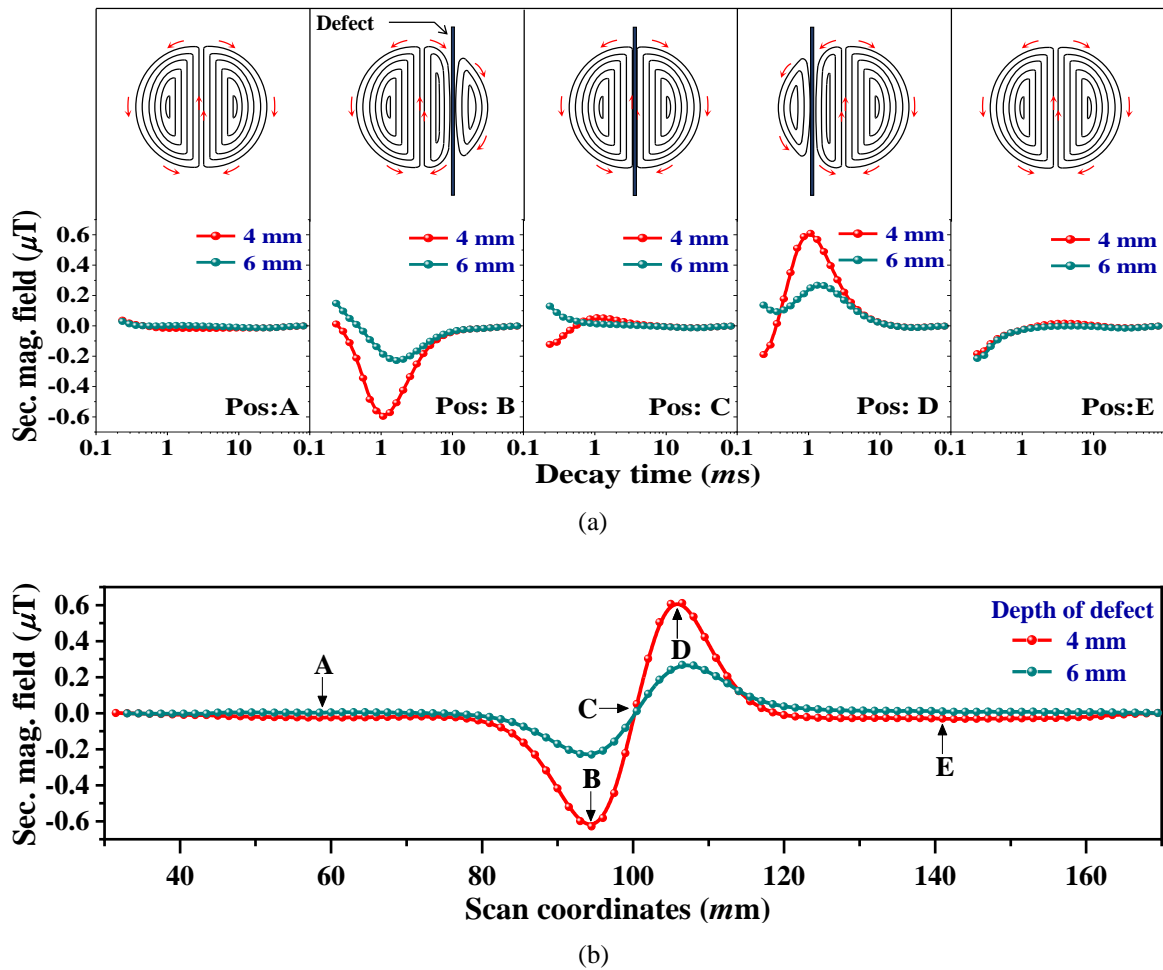 (a)
Defect
4 mm
6 mm
Pos:A
4 mm
6 mm
Pos: B
4 mm
6 mm
Pos: C
4 mm
6 mm
Pos: D
4 mm
6 mm
Pos:E
Sec. mag. field (μT)
0.6
0.4
0.2
0.0
-0.2
-0.4
-0.6
0.1 1 10 0.1 1 10 0.1 1 10 0.1 1 10 0.1 1 10
Decay time (ms)
(b)
Sec. mag. field (μT)
0.6
0.4
0.2
0.0
-0.2
-0.4
-0.6
A
B
C
D
E
Depth of defect
4 mm
6 mm
40 60 80 100 120 140 160
Scan coordinates (mm)